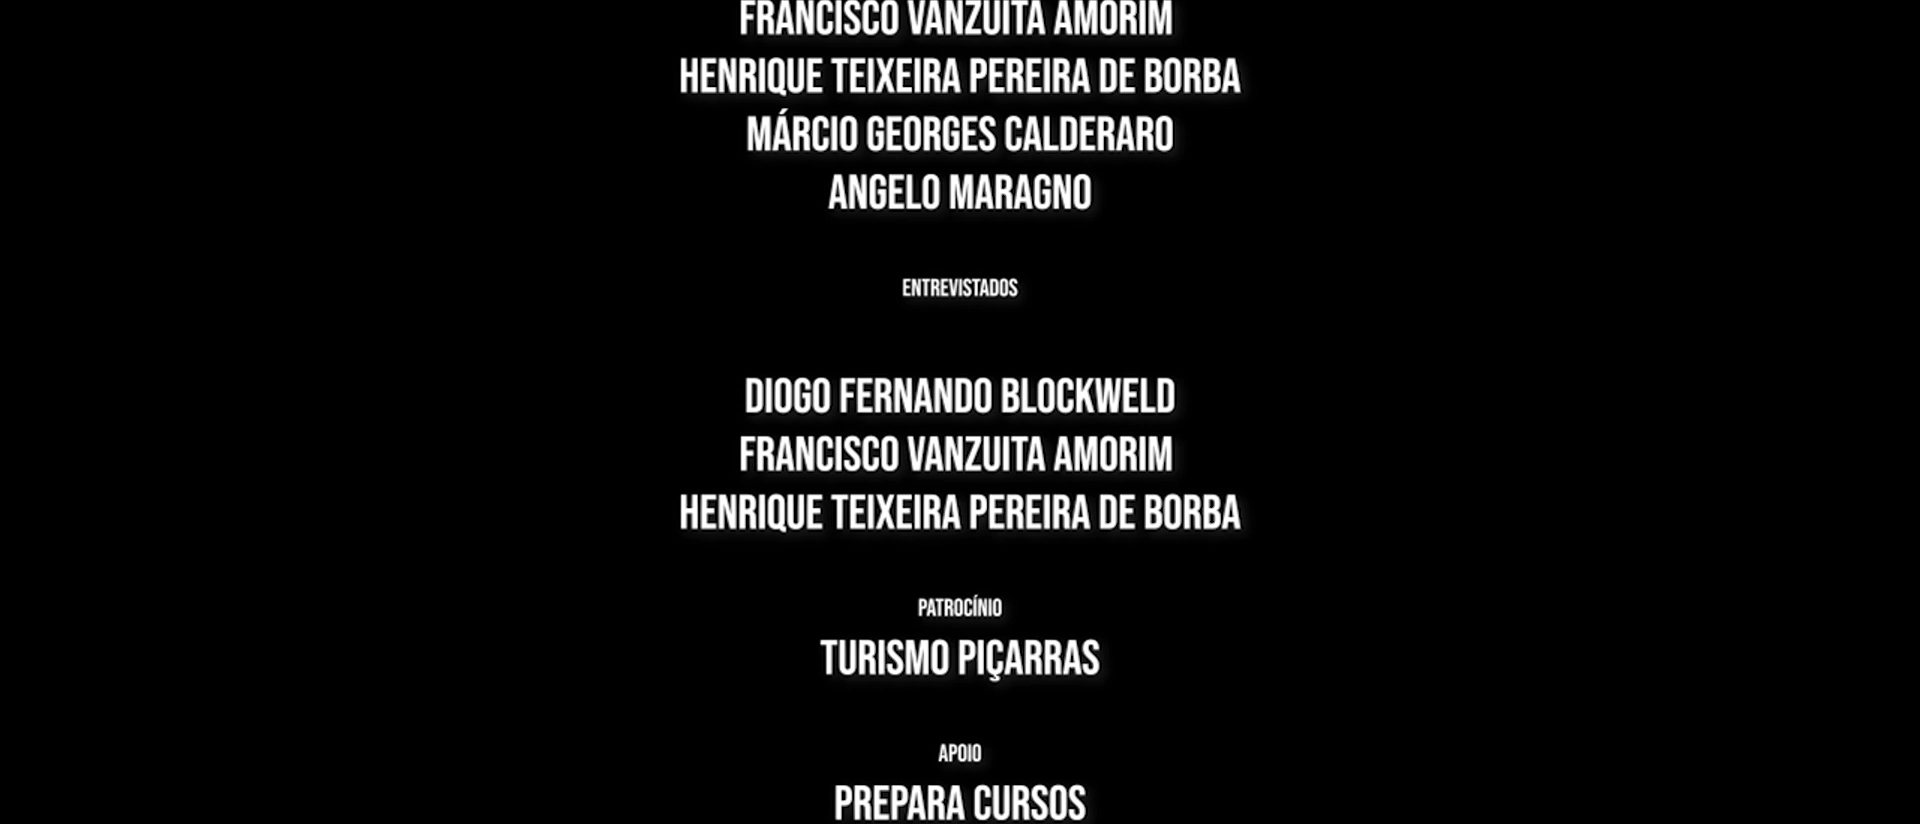 FRANCISCO VANZUITA AMORIM
HENRIQUE TEIXEIRA PEREIRA DE BORBA
MÁRCIO GEORGES CALDERARO
ANGELO MARAGNO
ENTREVISTADOS
DIOGO FERNANDO BLOCKWELD
FRANCISCO VANZUITA AMORIM
HENRIQUE TEIXEIRA PEREIRA DE BORBA
PATROCÍNIO
TURISMO PIÇARRAS
APOIO
PREPARA CURSOS